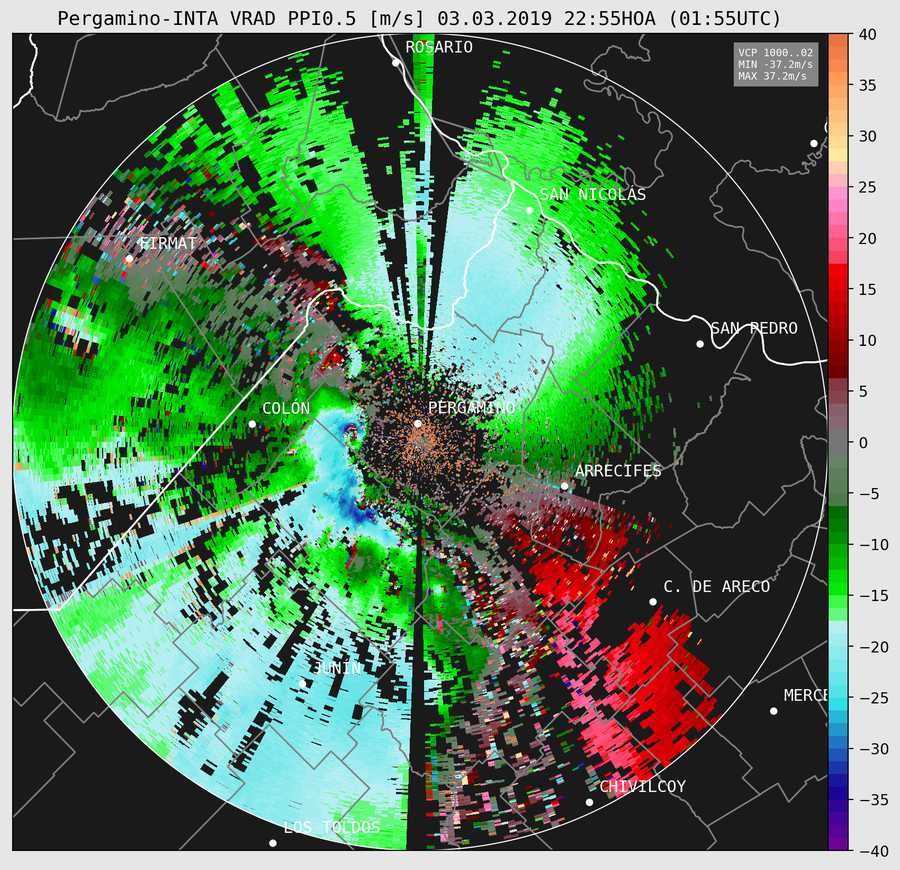 Pergamino-INTA VRAD PPI0.5 [m/s] 03.03.2019 22:55HOA (01:55UTC)
VCP 1000..02
MIN -37.2m/s
MAX 37.2m/s
ROSARIO
SAN NICOLÁS
FIRMAT
SAN PEDRO
COLÓN
PERGAMINO
ARRECIFES
C. DE ARECO
JUNÍN
MERCE
CHIVILCOY
LOS TOLDOS
40
35
30
25
20
15
10
5
0
−5
−10
−15
−20
−25
−30
−35
−40